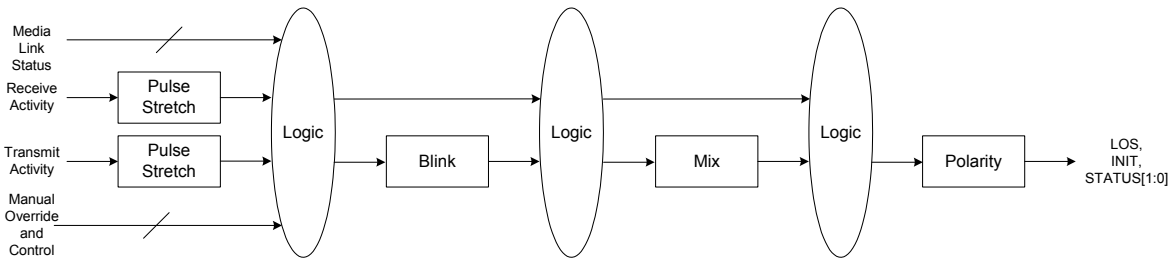 Media
Link
Status
Receive
Activity
Pulse
Stretch
Transmit
Activity
Pulse
Stretch
Manual
Override
and
Control
Logic
Blink
Logic
Mix
Logic
Polarity
LOS,
INIT,
STATUS[1:0]